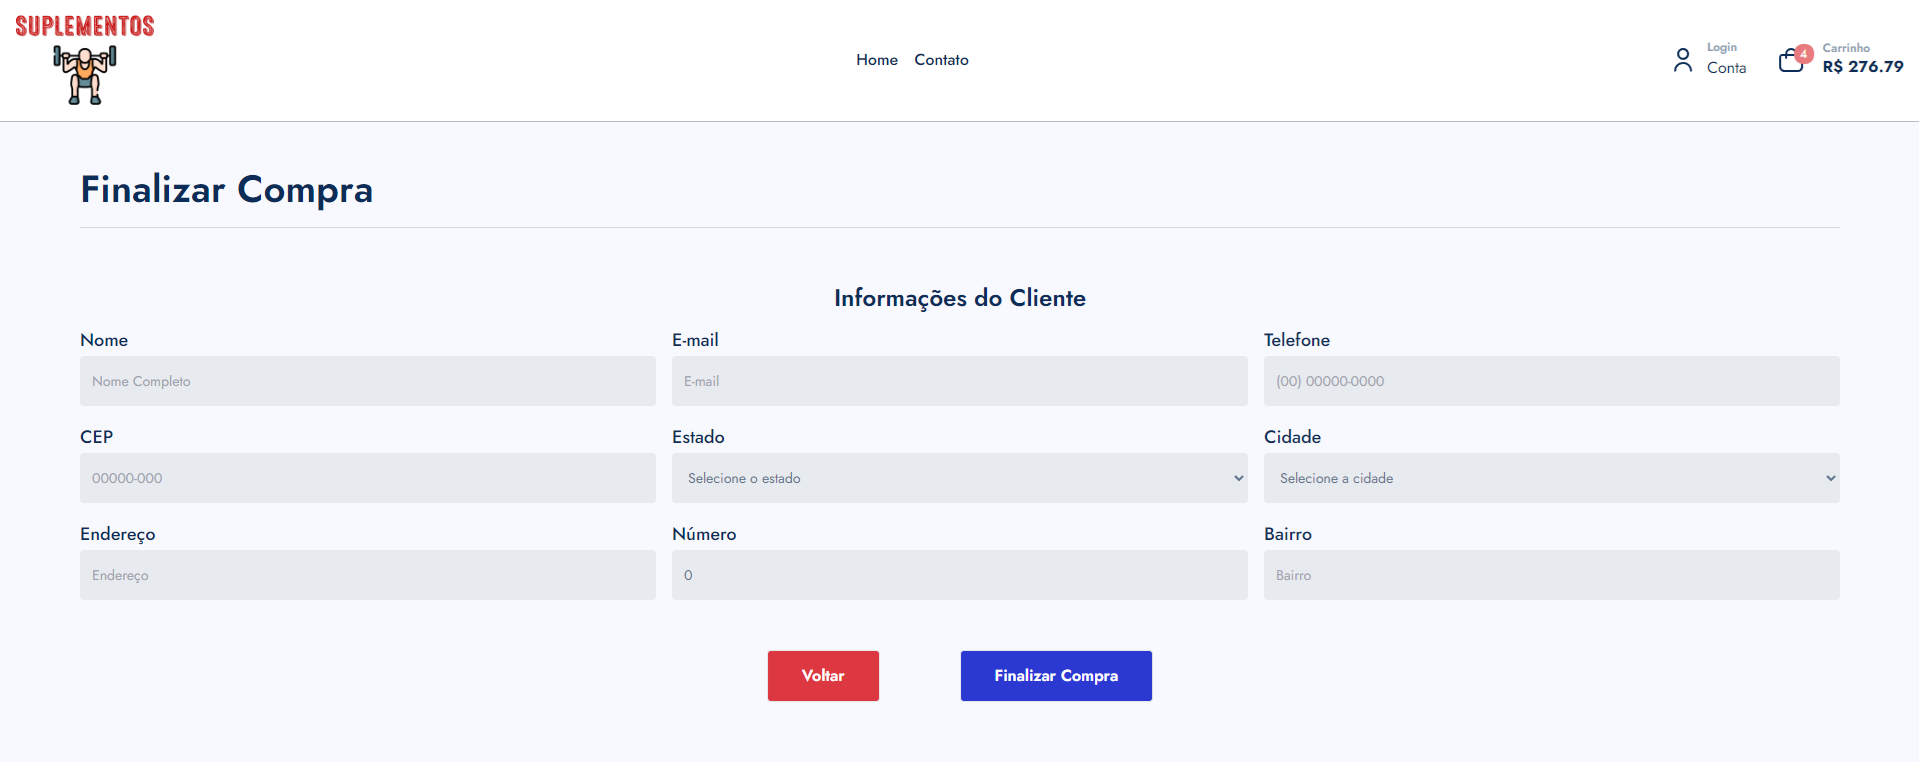 SUPLEMENTOS
Home Contato
Login
Conta
4
Carrinho
R$ 276.79
Finalizar Compra
Informações do Cliente
Nome
Nome Completo
E-mail
E-mail
Telefone
(00) 00000-0000
CEP
00000-000
Estado
Selecione o estado
Cidade
Selecione a cidade
Endereço
Endereço
Número
0
Bairro
Bairro
Voltar
Finalizar Compra